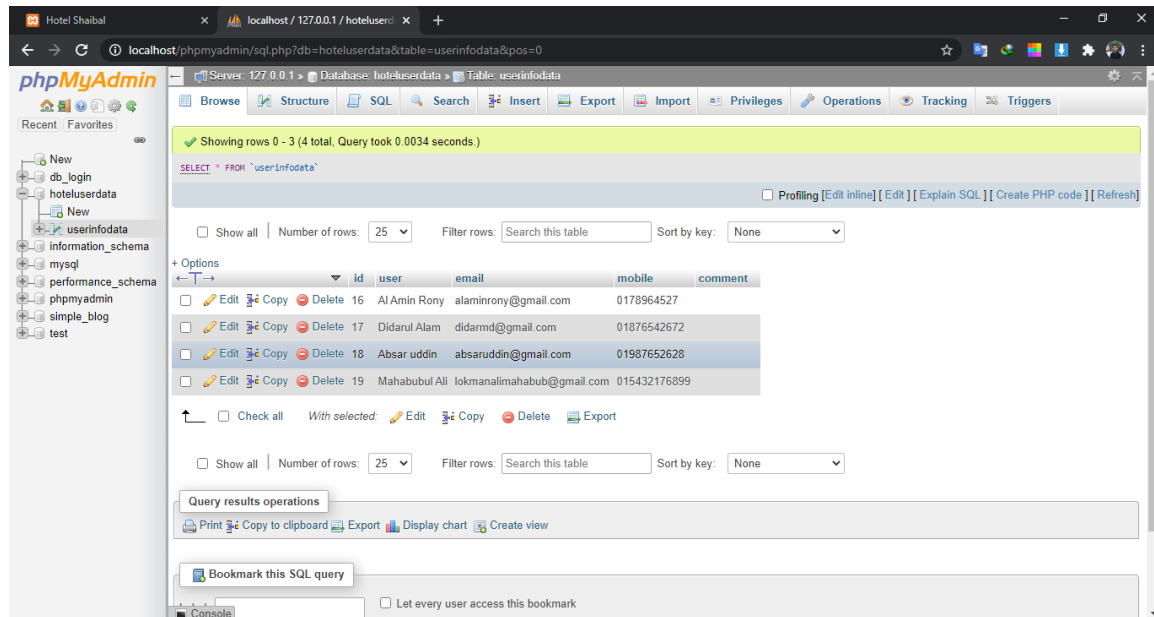 Hotel Shaibal
localhost / 127.0.0.1 / hoteluserd
localhost/phpmyadmin/sql.php?db=hoteluserdata&table=userinfodata&pos=0
phpMyAdmin
Recent Favorites
New
db_login
hoteluserdata
New
userinfodata
information_schema
mysql
performance_schema
phpmyadmin
simple_blog
test
Server: 127.0.0.1 » Database: hoteluserdata » Table: userinfodata
Browse Structure SQL Search Insert Export Import Privileges Operations Tracking Triggers
Showing rows 0 - 3 (4 total, Query took 0.0034 seconds.)
SELECT * FROM `userinfodata`
Profiling [Edit inline] [ Edit ] [ Explain SQL ] [ Create PHP code ] [ Refresh]
Show all Number of rows: 25 Filter rows: Search this table Sort by key: None
+ Options
←T→ id user email mobile comment
Edit Copy Delete 16 Al Amin Rony alaminrony@gmail.com 0178964527
Edit Copy Delete 17 Didarul Alam didarmd@gmail.com 01876542672
Edit Copy Delete 18 Absar uddin absaruddin@gmail.com 01987652628
Edit Copy Delete 19 Mahabubul Ali lokmanalimahabub@gmail.com 015432176899
Check all With selected: Edit Copy Delete Export
Show all Number of rows: 25 Filter rows: Search this table Sort by key: None
Query results operations
Print Copy to clipboard Export Display chart Create view
Bookmark this SQL query
Let every user access this bookmark
Console